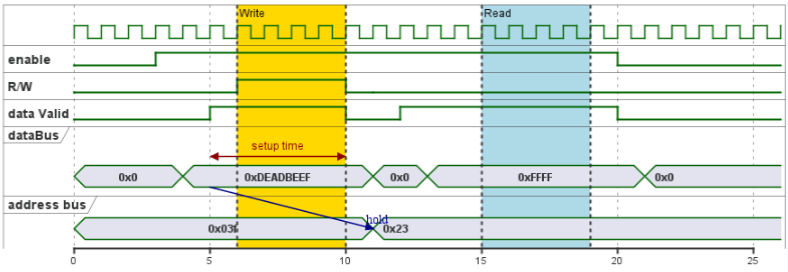 Write Read
enable
R/W
data Valid
dataBus
setup time
0x0 0xDEADBEEF 0x0 0xFFFF 0x0
address bus
hold
0x03f 0x23
0 5 10 15 20 25